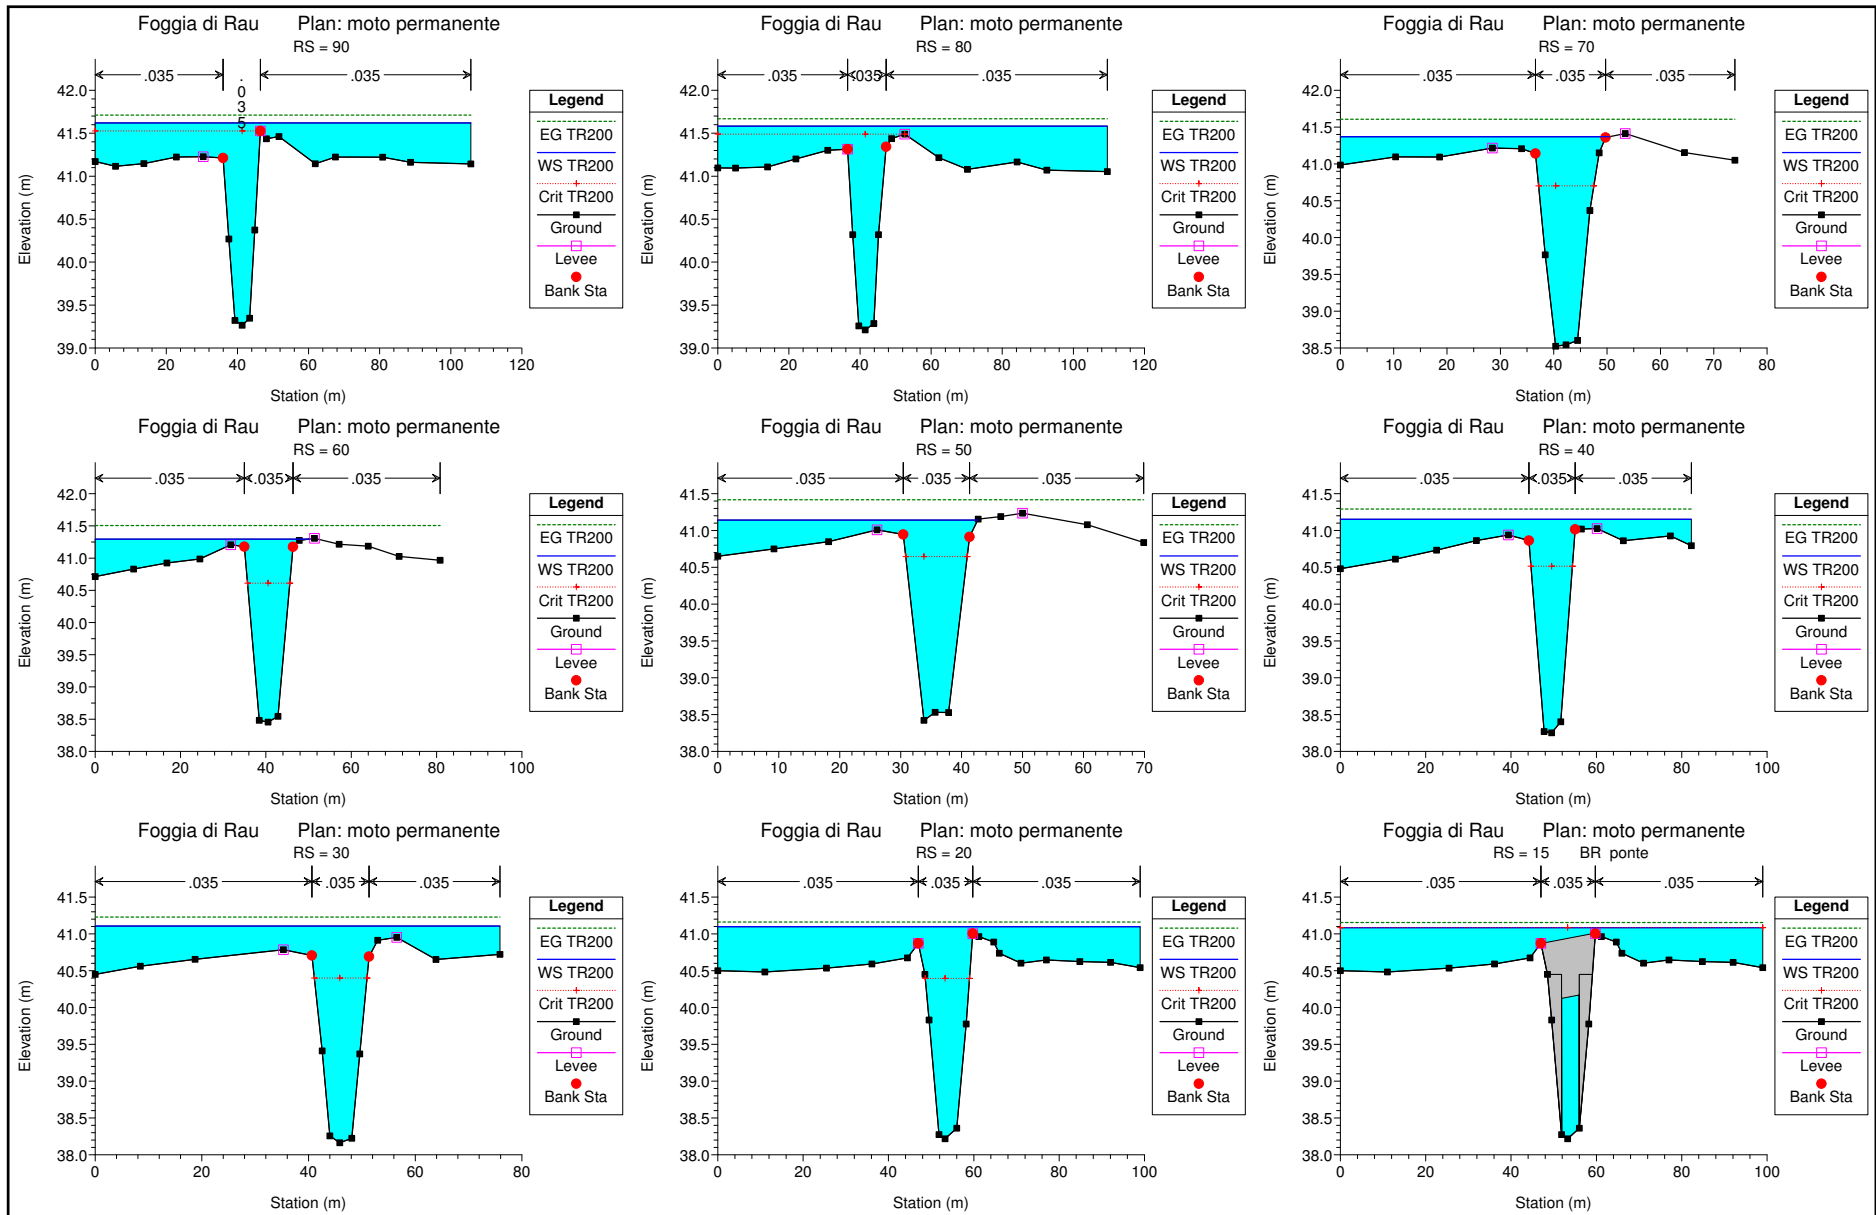 Foggia di Rau Plan: moto permanente
RS = 90
.035 .035 .035
Elevation (m)
42.0
41.5
41.0
40.5
40.0
39.5
39.0
0 20 40 60 80 100 120
Station (m)
Legend
EG TR200
WS TR200
Crit TR200
Ground
Levee
Bank Sta
Foggia di Rau Plan: moto permanente
RS = 80
.035 .035 .035
Elevation (m)
42.0
41.5
41.0
40.5
40.0
39.5
39.0
0 20 40 60 80 100 120
Station (m)
Legend
EG TR200
WS TR200
Crit TR200
Ground
Levee
Bank Sta
Foggia di Rau Plan: moto permanente
RS = 70
.035 .035 .035
Elevation (m)
42.0
41.5
41.0
40.5
40.0
39.5
39.0
38.5
0 10 20 30 40 50 60 70 80
Station (m)
Legend
EG TR200
WS TR200
Crit TR200
Ground
Levee
Bank Sta
Foggia di Rau Plan: moto permanente
RS = 60
.035 .035 .035
Elevation (m)
42.0
41.5
41.0
40.5
40.0
39.5
39.0
38.5
38.0
0 20 40 60 80 100
Station (m)
Legend
EG TR200
WS TR200
Crit TR200
Ground
Levee
Bank Sta
Foggia di Rau Plan: moto permanente
RS = 50
.035 .035 .035
Elevation (m)
41.5
41.0
40.5
40.0
39.5
39.0
38.5
38.0
0 10 20 30 40 50 60 70
Station (m)
Legend
EG TR200
WS TR200
Crit TR200
Ground
Levee
Bank Sta
Foggia di Rau Plan: moto permanente
RS = 40
.035 .035 .035
Elevation (m)
41.5
41.0
40.5
40.0
39.5
39.0
38.5
38.0
0 20 40 60 80 100
Station (m)
Legend
EG TR200
WS TR200
Crit TR200
Ground
Levee
Bank Sta
Foggia di Rau Plan: moto permanente
RS = 30
.035 .035 .035
Elevation (m)
41.5
41.0
40.5
40.0
39.5
39.0
38.5
38.0
0 20 40 60 80
Station (m)
Legend
EG TR200
WS TR200
Crit TR200
Ground
Levee
Bank Sta
Foggia di Rau Plan: moto permanente
RS = 20
.035 .035 .035
Elevation (m)
41.5
41.0
40.5
40.0
39.5
39.0
38.5
38.0
0 20 40 60 80 100
Station (m)
Legend
EG TR200
WS TR200
Crit TR200
Ground
Levee
Bank Sta
Foggia di Rau Plan: moto permanente
RS = 15 BR ponte
.035 .035 .035
Elevation (m)
41.5
41.0
40.5
40.0
39.5
39.0
38.5
38.0
0 20 40 60 80 100
Station (m)
Legend
EG TR200
WS TR200
Crit TR200
Ground
Levee
Bank Sta